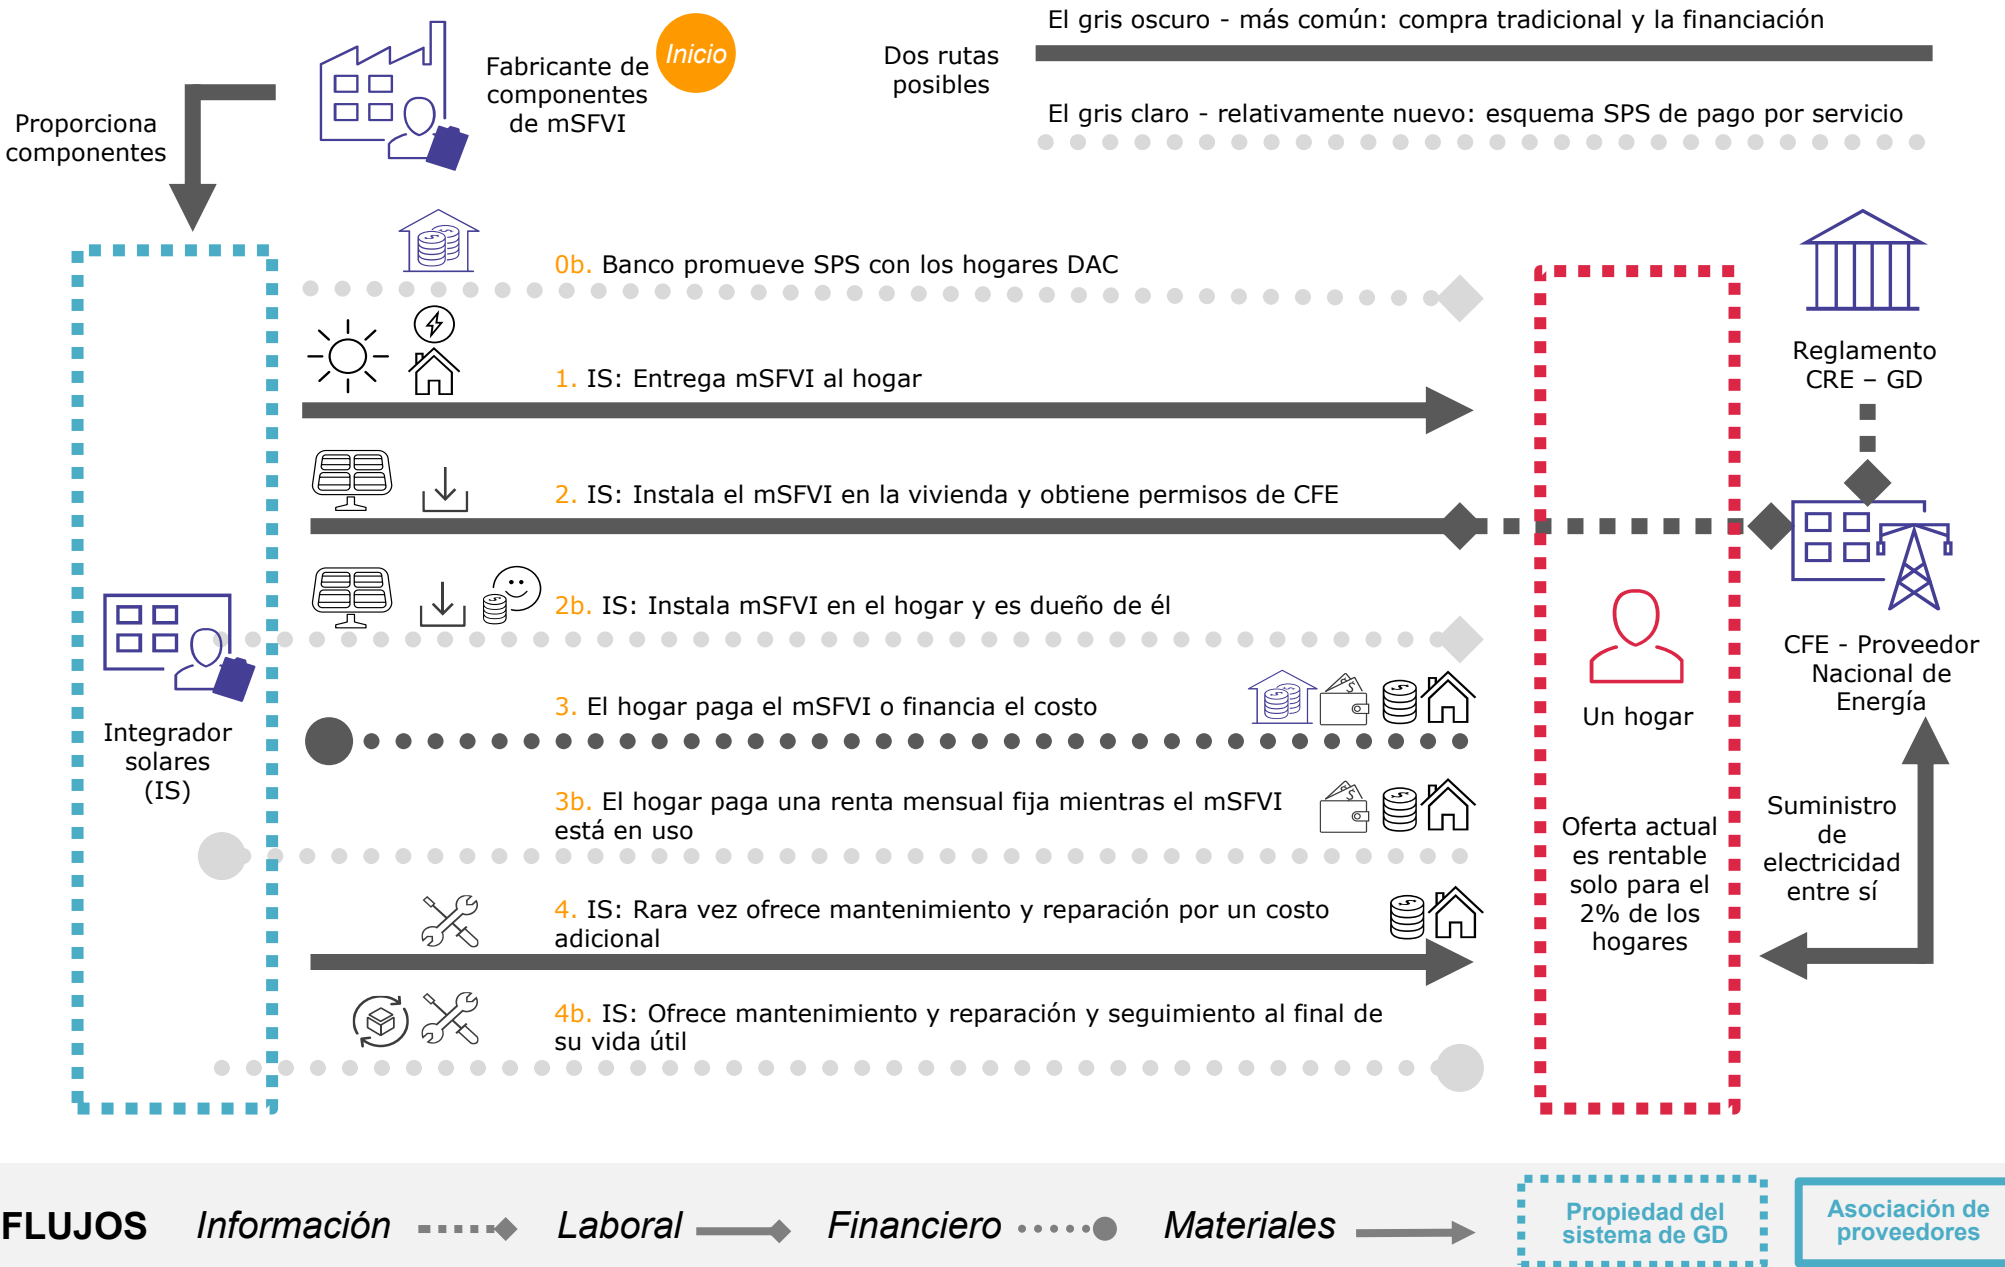 El gris oscuro - más común: compra tradicional y la financiación
Dos rutas
posibles
El gris claro - relativamente nuevo: esquema SPS de pago por servicio
Fabricante de
componentes
de mSFVI
Inicio
Proporciona
componentes
0b. Banco promueve SPS con los hogares DAC
1. IS: Entrega mSFVI al hogar
2. IS: Instala el mSFVI en la vivienda y obtiene permisos de CFE
2b. IS: Instala mSFVI en el hogar y es dueño de él
3. El hogar paga el mSFVI o financia el costo
3b. El hogar paga una renta mensual fija mientras el mSFVI
está en uso
4. IS: Rara vez ofrece mantenimiento y reparación por un costo
adicional
4b. IS: Ofrece mantenimiento y reparación y seguimiento al final de
su vida útil
Integrador
solares
(IS)
Un hogar
Oferta actual
es rentable
solo para el
2% de los
hogares
Reglamento
CRE – GD
CFE - Proveedor
Nacional de
Energía
Suministro
de
electricidad
entre sí
FLUJOS
Información
Laboral
Financiero
Materiales
Propiedad del
sistema de GD
Asociación de
proveedores